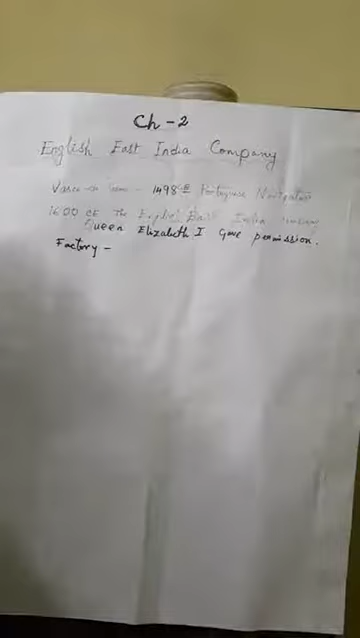 Ch - 2
English East India Company
Vasco da Gama - 1498 CE Portuguese Navigator
1600 CE The English East India Company
Queen Elizabeth I Gave permission.
Factory -